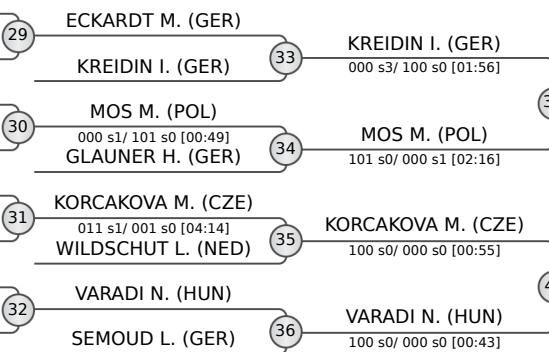 ECKARDT M. (GER)
29
KREIDIN I. (GER)
33
KREIDIN I. (GER)
000 s3/ 100 s0 [01:56]
MOS M. (POL)
30
000 s1/ 101 s0 [00:49]
GLAUNER H. (GER)
34
MOS M. (POL)
101 s0/ 000 s1 [02:16]
KORCAKOVA M. (CZE)
31
011 s1/ 001 s0 [04:14]
WILDSCHUT L. (NED)
35
KORCAKOVA M. (CZE)
100 s0/ 000 s0 [00:55]
VARADI N. (HUN)
32
SEMOUD L. (GER)
36
VARADI N. (HUN)
100 s0/ 000 s0 [00:43]